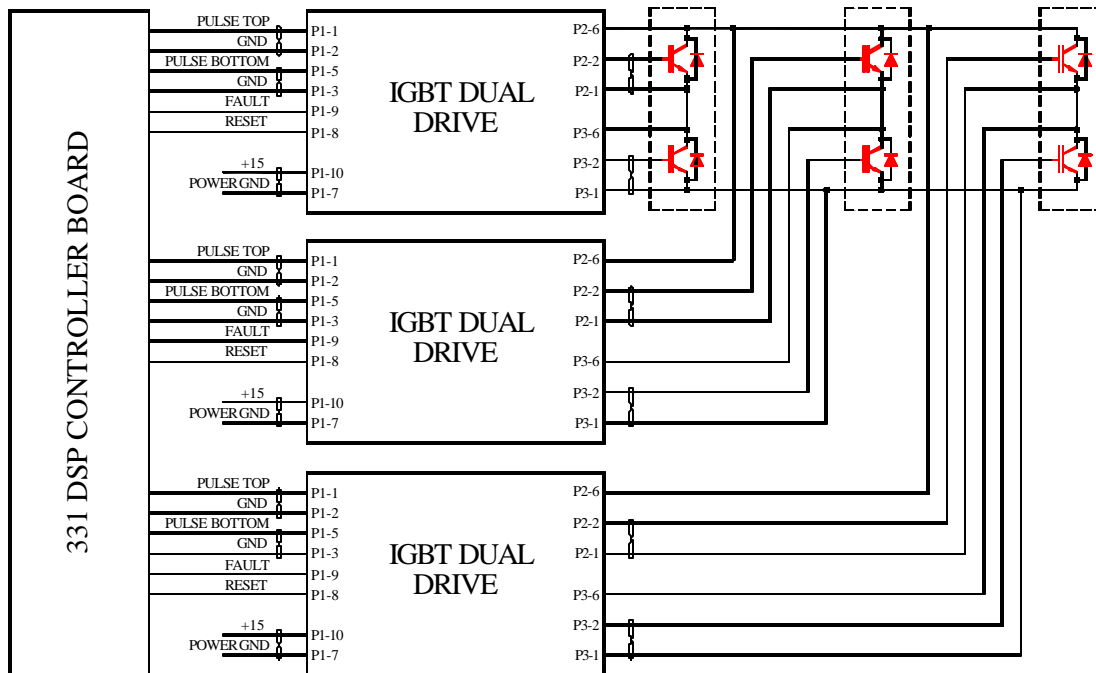 331 DSP CONTROLLER BOARD
PULSE TOP
GND
PULSE BOTTOM
GND
FAULT
RESET
+15
POWER GND
P1-1
P1-2
P1-5
P1-3
P1-9
P1-8
P1-10
P1-7
IGBT DUAL
DRIVE
P2-6
P2-2
P2-1
P3-6
P3-2
P3-1
PULSE TOP
GND
PULSE BOTTOM
GND
FAULT
RESET
+15
POWER GND
P1-1
P1-2
P1-5
P1-3
P1-9
P1-8
P1-10
P1-7
IGBT DUAL
DRIVE
P2-6
P2-2
P2-1
P3-6
P3-2
P3-1
PULSE TOP
GND
PULSE BOTTOM
GND
FAULT
RESET
+15
POWER GND
P1-1
P1-2
P1-5
P1-3
P1-9
P1-8
P1-10
P1-7
IGBT DUAL
DRIVE
P2-6
P2-2
P2-1
P3-6
P3-2
P3-1